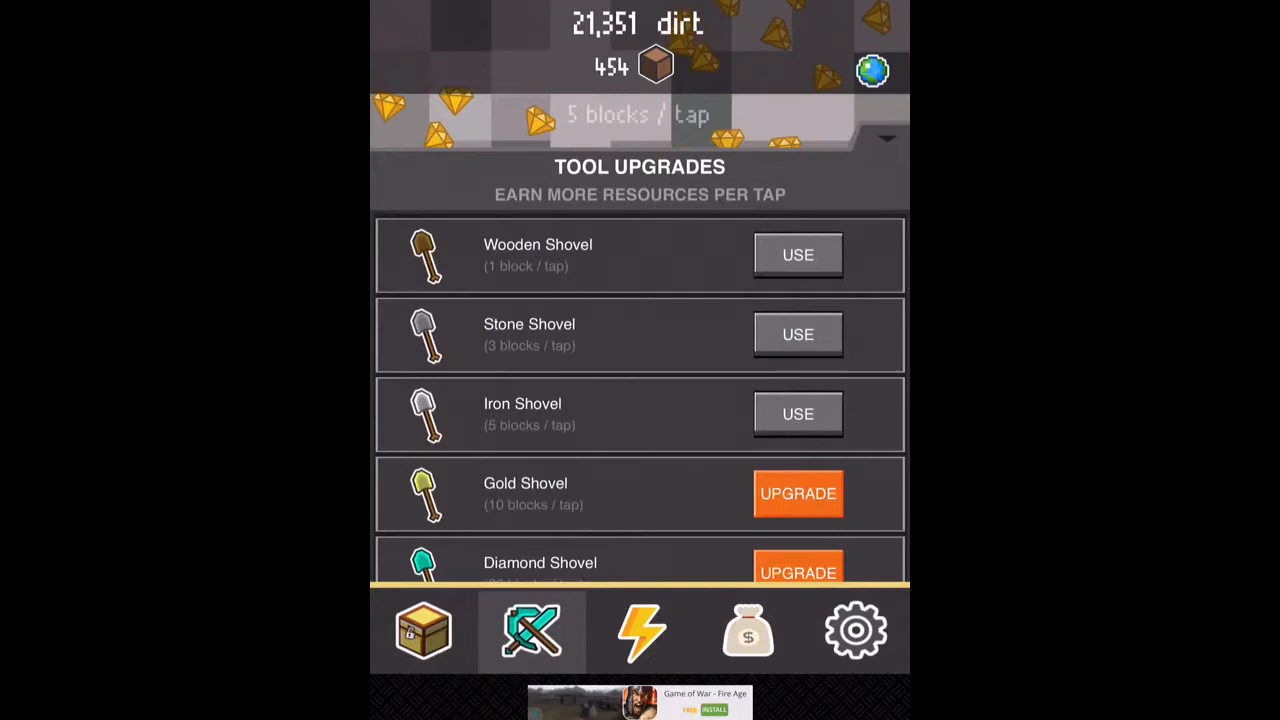 21,351 dirt
454
5 blocks / tap
TOOL UPGRADES
EARN MORE RESOURCES PER TAP
Wooden Shovel
(1 block / tap)
USE
Stone Shovel
(3 blocks / tap)
USE
Iron Shovel
(5 blocks / tap)
USE
Gold Shovel
(10 blocks / tap)
UPGRADE
Diamond Shovel
UPGRADE
$
Game of War - Fire Age
FREE INSTALL